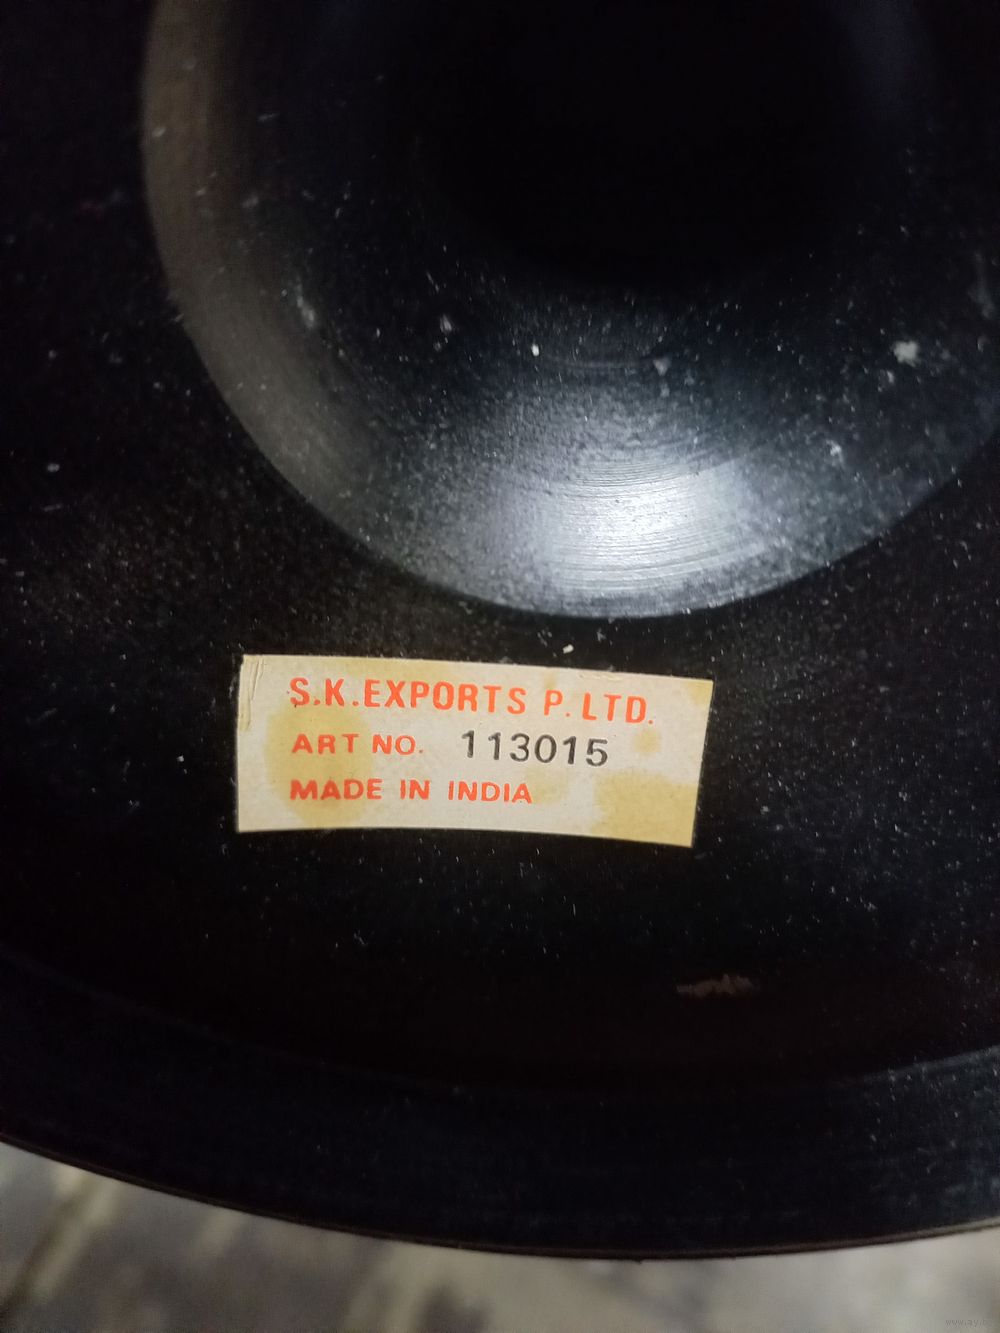 S.K.EXPORTS P. LTD.
ART NO. 113015
MADE IN INDIA